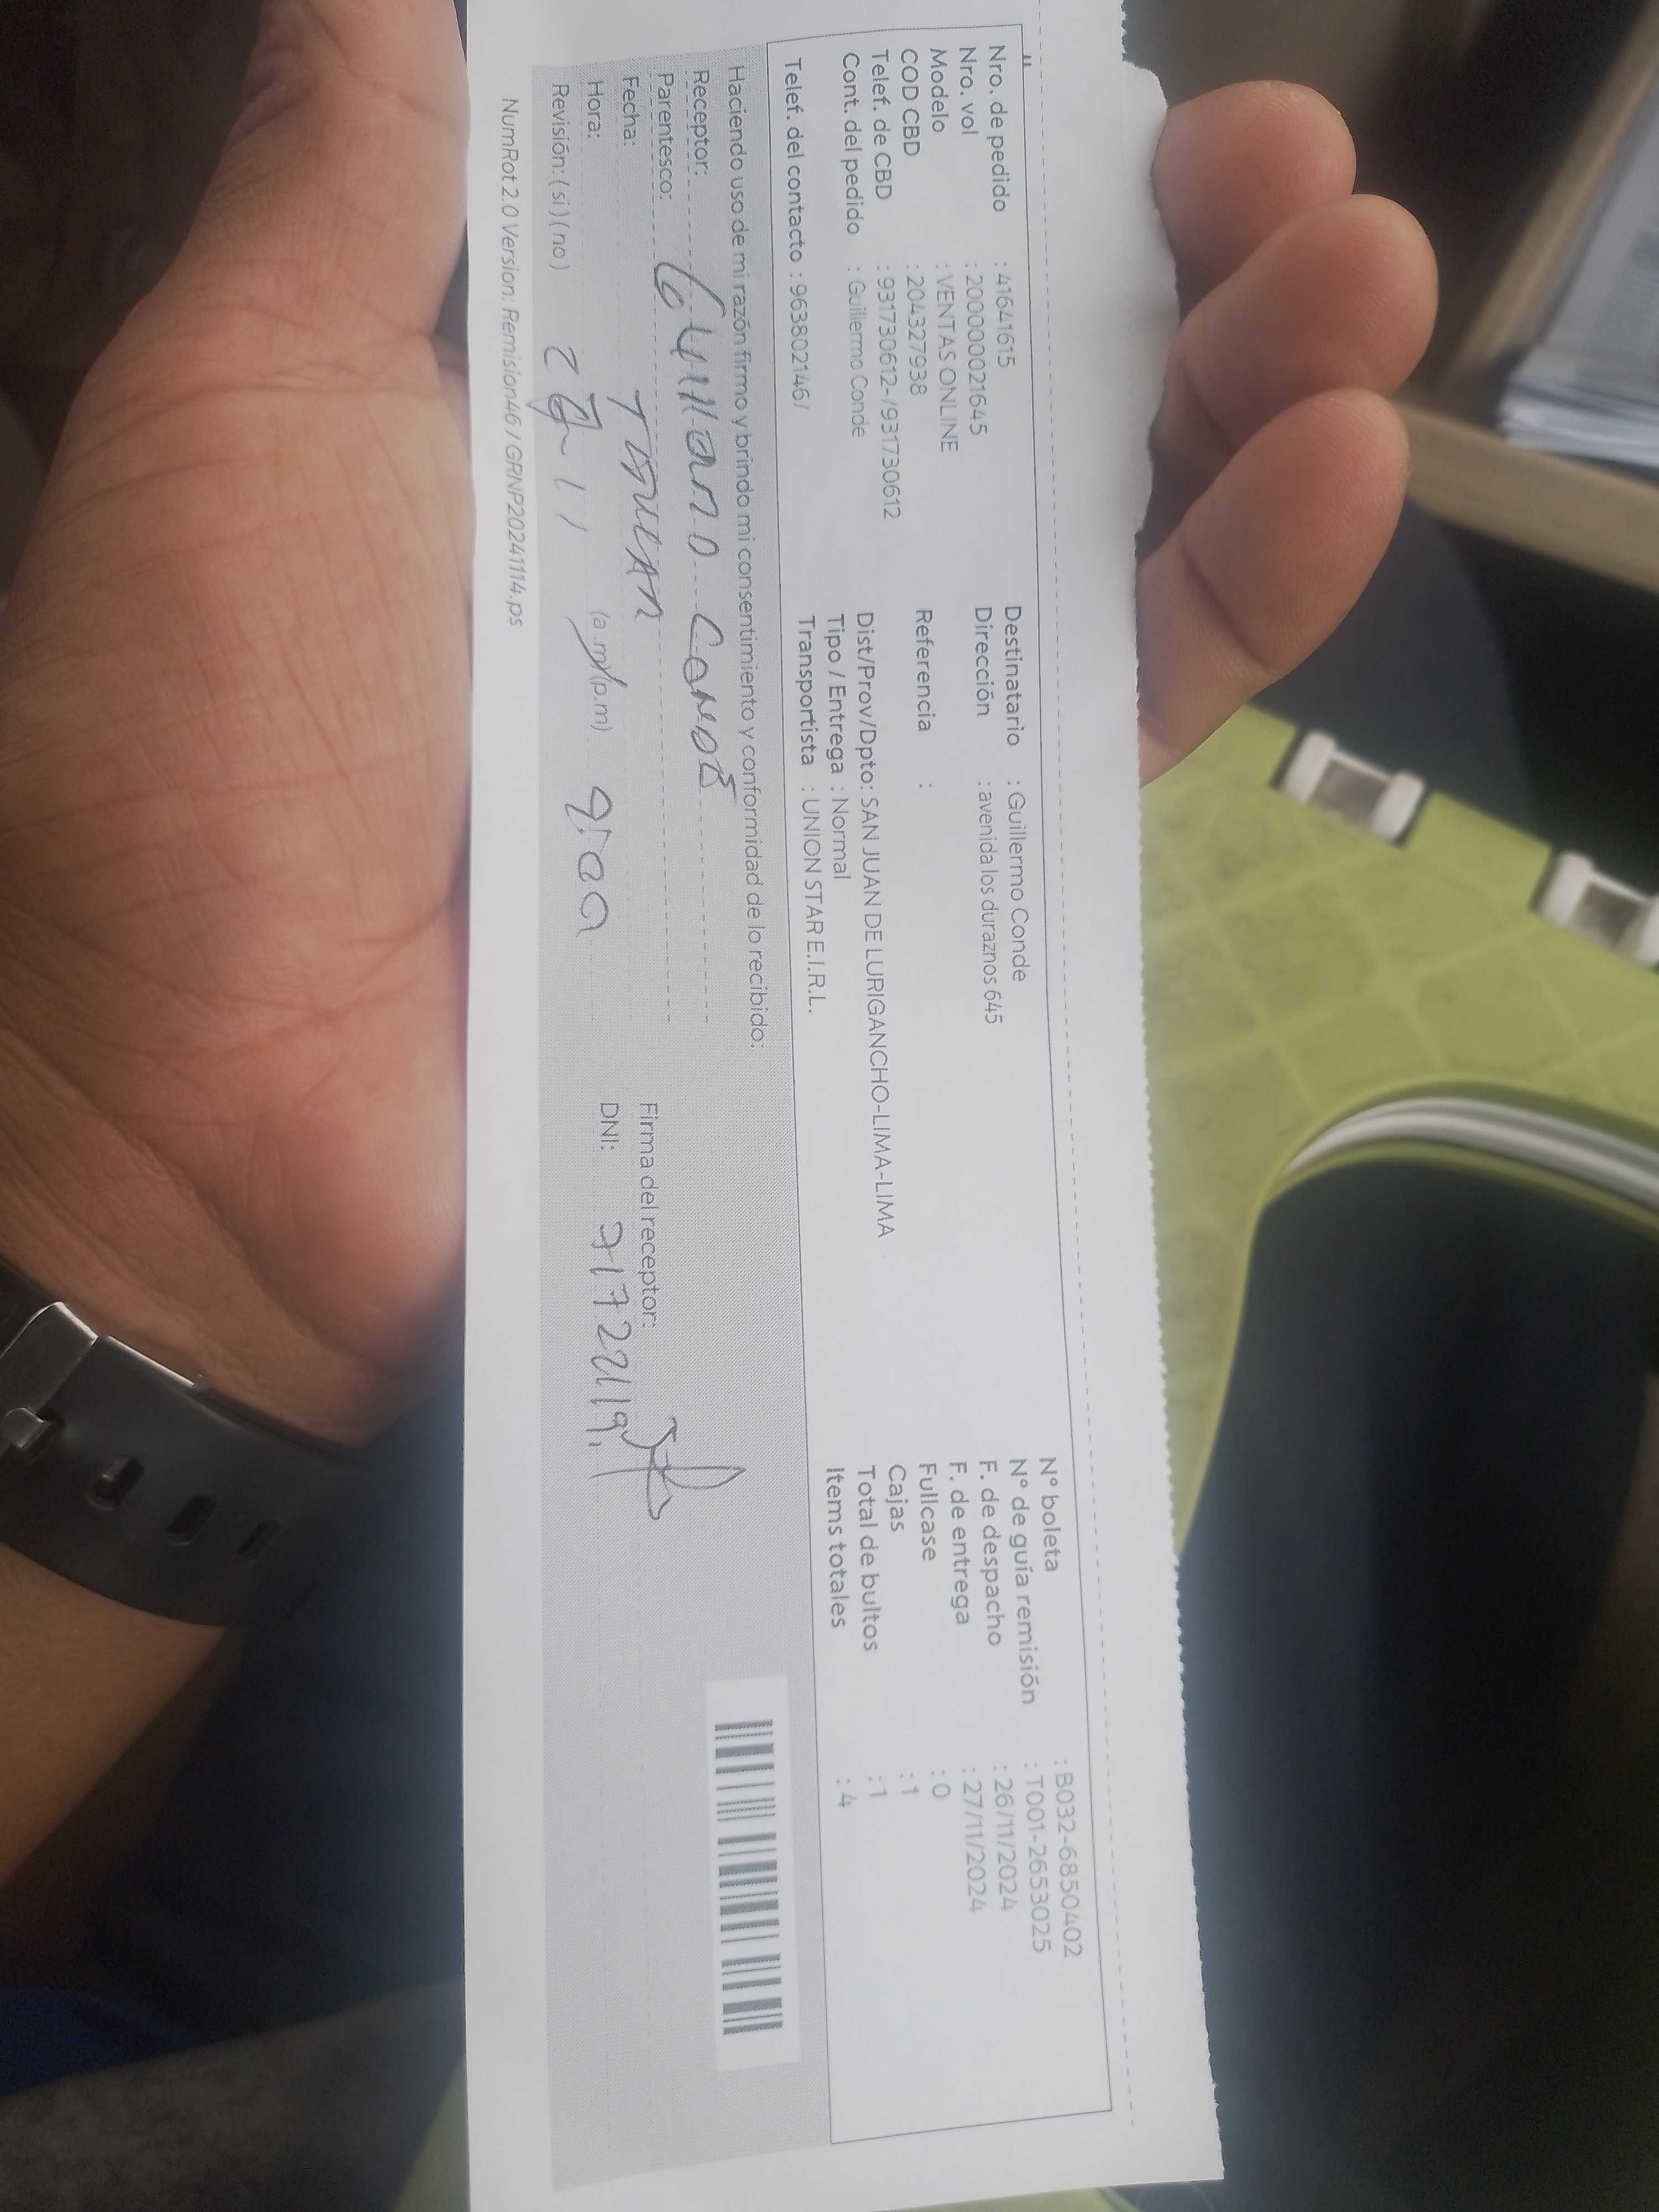 Nro. de pedido : 41641615
Nro. vol : 20000021645
Modelo : VENTAS ONLINE
COD CBD : 204327938
Telef. de CBD : 931730612-/931730612
Cont. del pedido : Guillermo Conde
Telef. del contacto : 963802146/
Destinatario : Guillermo Conde
Dirección : avenida los duraznos 645
Referencia :
Dist/Prov/Dpto: SAN JUAN DE LURIGANCHO-LIMA-LIMA
Tipo / Entrega : Normal
Transportista : UNION STAR E.I.R.L.
N° boleta : B032-6850402
N° de guía remisión : T001-2653025
F. de despacho : 26/11/2024
F. de entrega : 27/11/2024
Fullcase : 0
Cajas : 1
Total de bultos : 1
Items totales : 4
Haciendo uso de mi razón firmo y brindo mi consentimiento y conformidad de lo recibido:
Receptor:
Parentesco:
Fecha:
Hora: (a.m)(p.m)
Revisión: ( si ) ( no )
Firma del receptor:
DNI:
NumRot 2.0 Version: Remision46 / GRNP20241114.ps